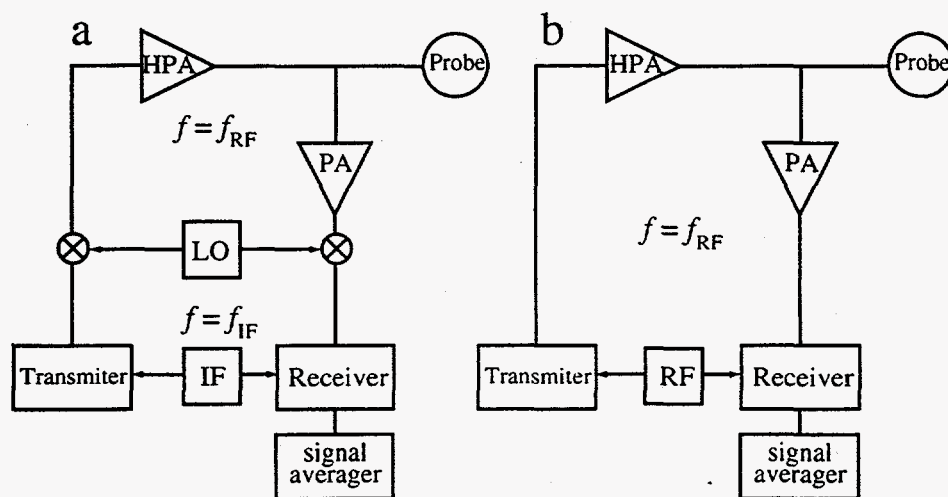 a
HPA
Probe
f = f_RF
PA
LO
f = f_IF
Transmiter
IF
Receiver
signal
averager
b
HPA
Probe
PA
f = f_RF
Transmiter
RF
Receiver
signal
averager